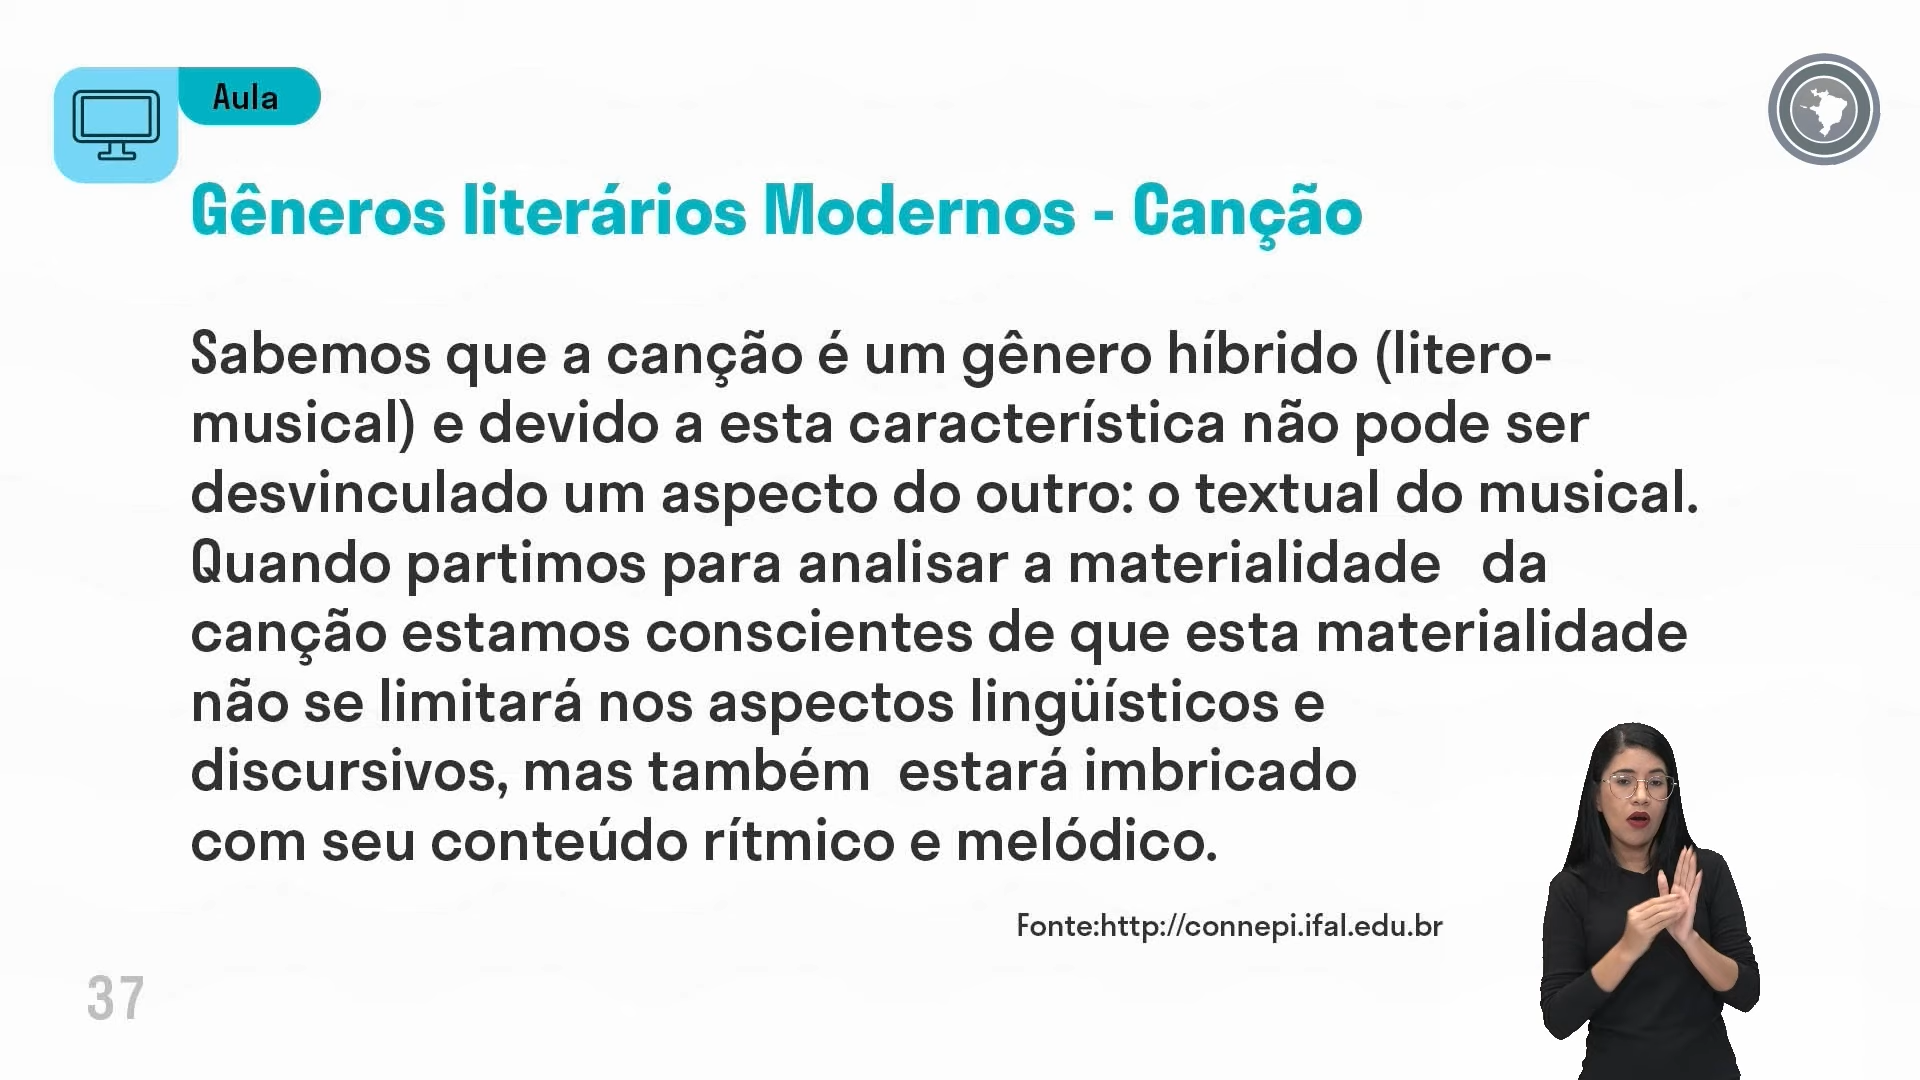 Aula
Gêneros literários Modernos - Canção
Sabemos que a canção é um gênero híbrido (litero-
musical) e devido a esta característica não pode ser
desvinculado um aspecto do outro: o textual do musical.
Quando partimos para analisar a materialidade da
canção estamos conscientes de que esta materialidade
não se limitará nos aspectos lingüísticos e
discursivos, mas também estará imbricado
com seu conteúdo rítmico e melódico.
Fonte:http://connepi.ifal.edu.br
37